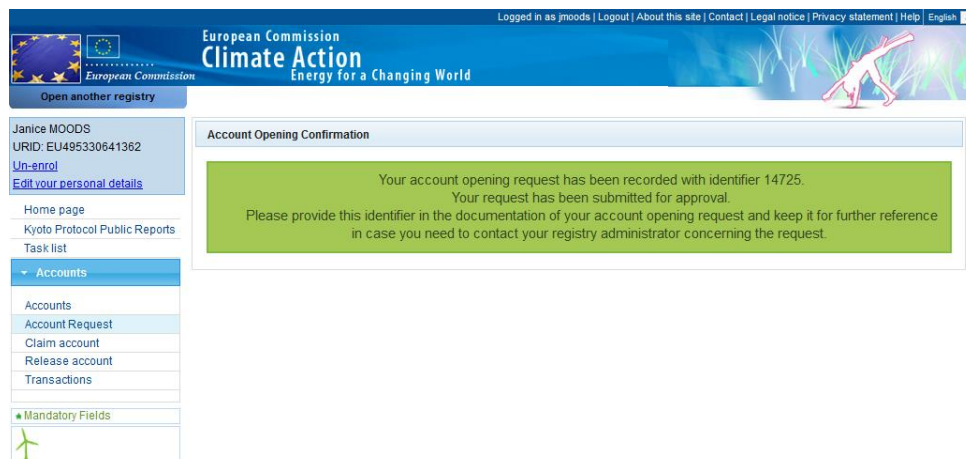 Logged in as jmoods | Logout | About this site | Contact | Legal notice | Privacy statement | Help English
European Commission
Climate Action
Energy for a Changing World
European Commission
Open another registry
Janice MOODS
URID: EU495330641362
Un-enrol
Edit your personal details
Home page
Kyoto Protocol Public Reports
Task list
Accounts
Accounts
Account Request
Claim account
Release account
Transactions
Mandatory Fields
Account Opening Confirmation
Your account opening request has been recorded with identifier 14725.
Your request has been submitted for approval.
Please provide this identifier in the documentation of your account opening request and keep it for further reference
in case you need to contact your registry administrator concerning the request.